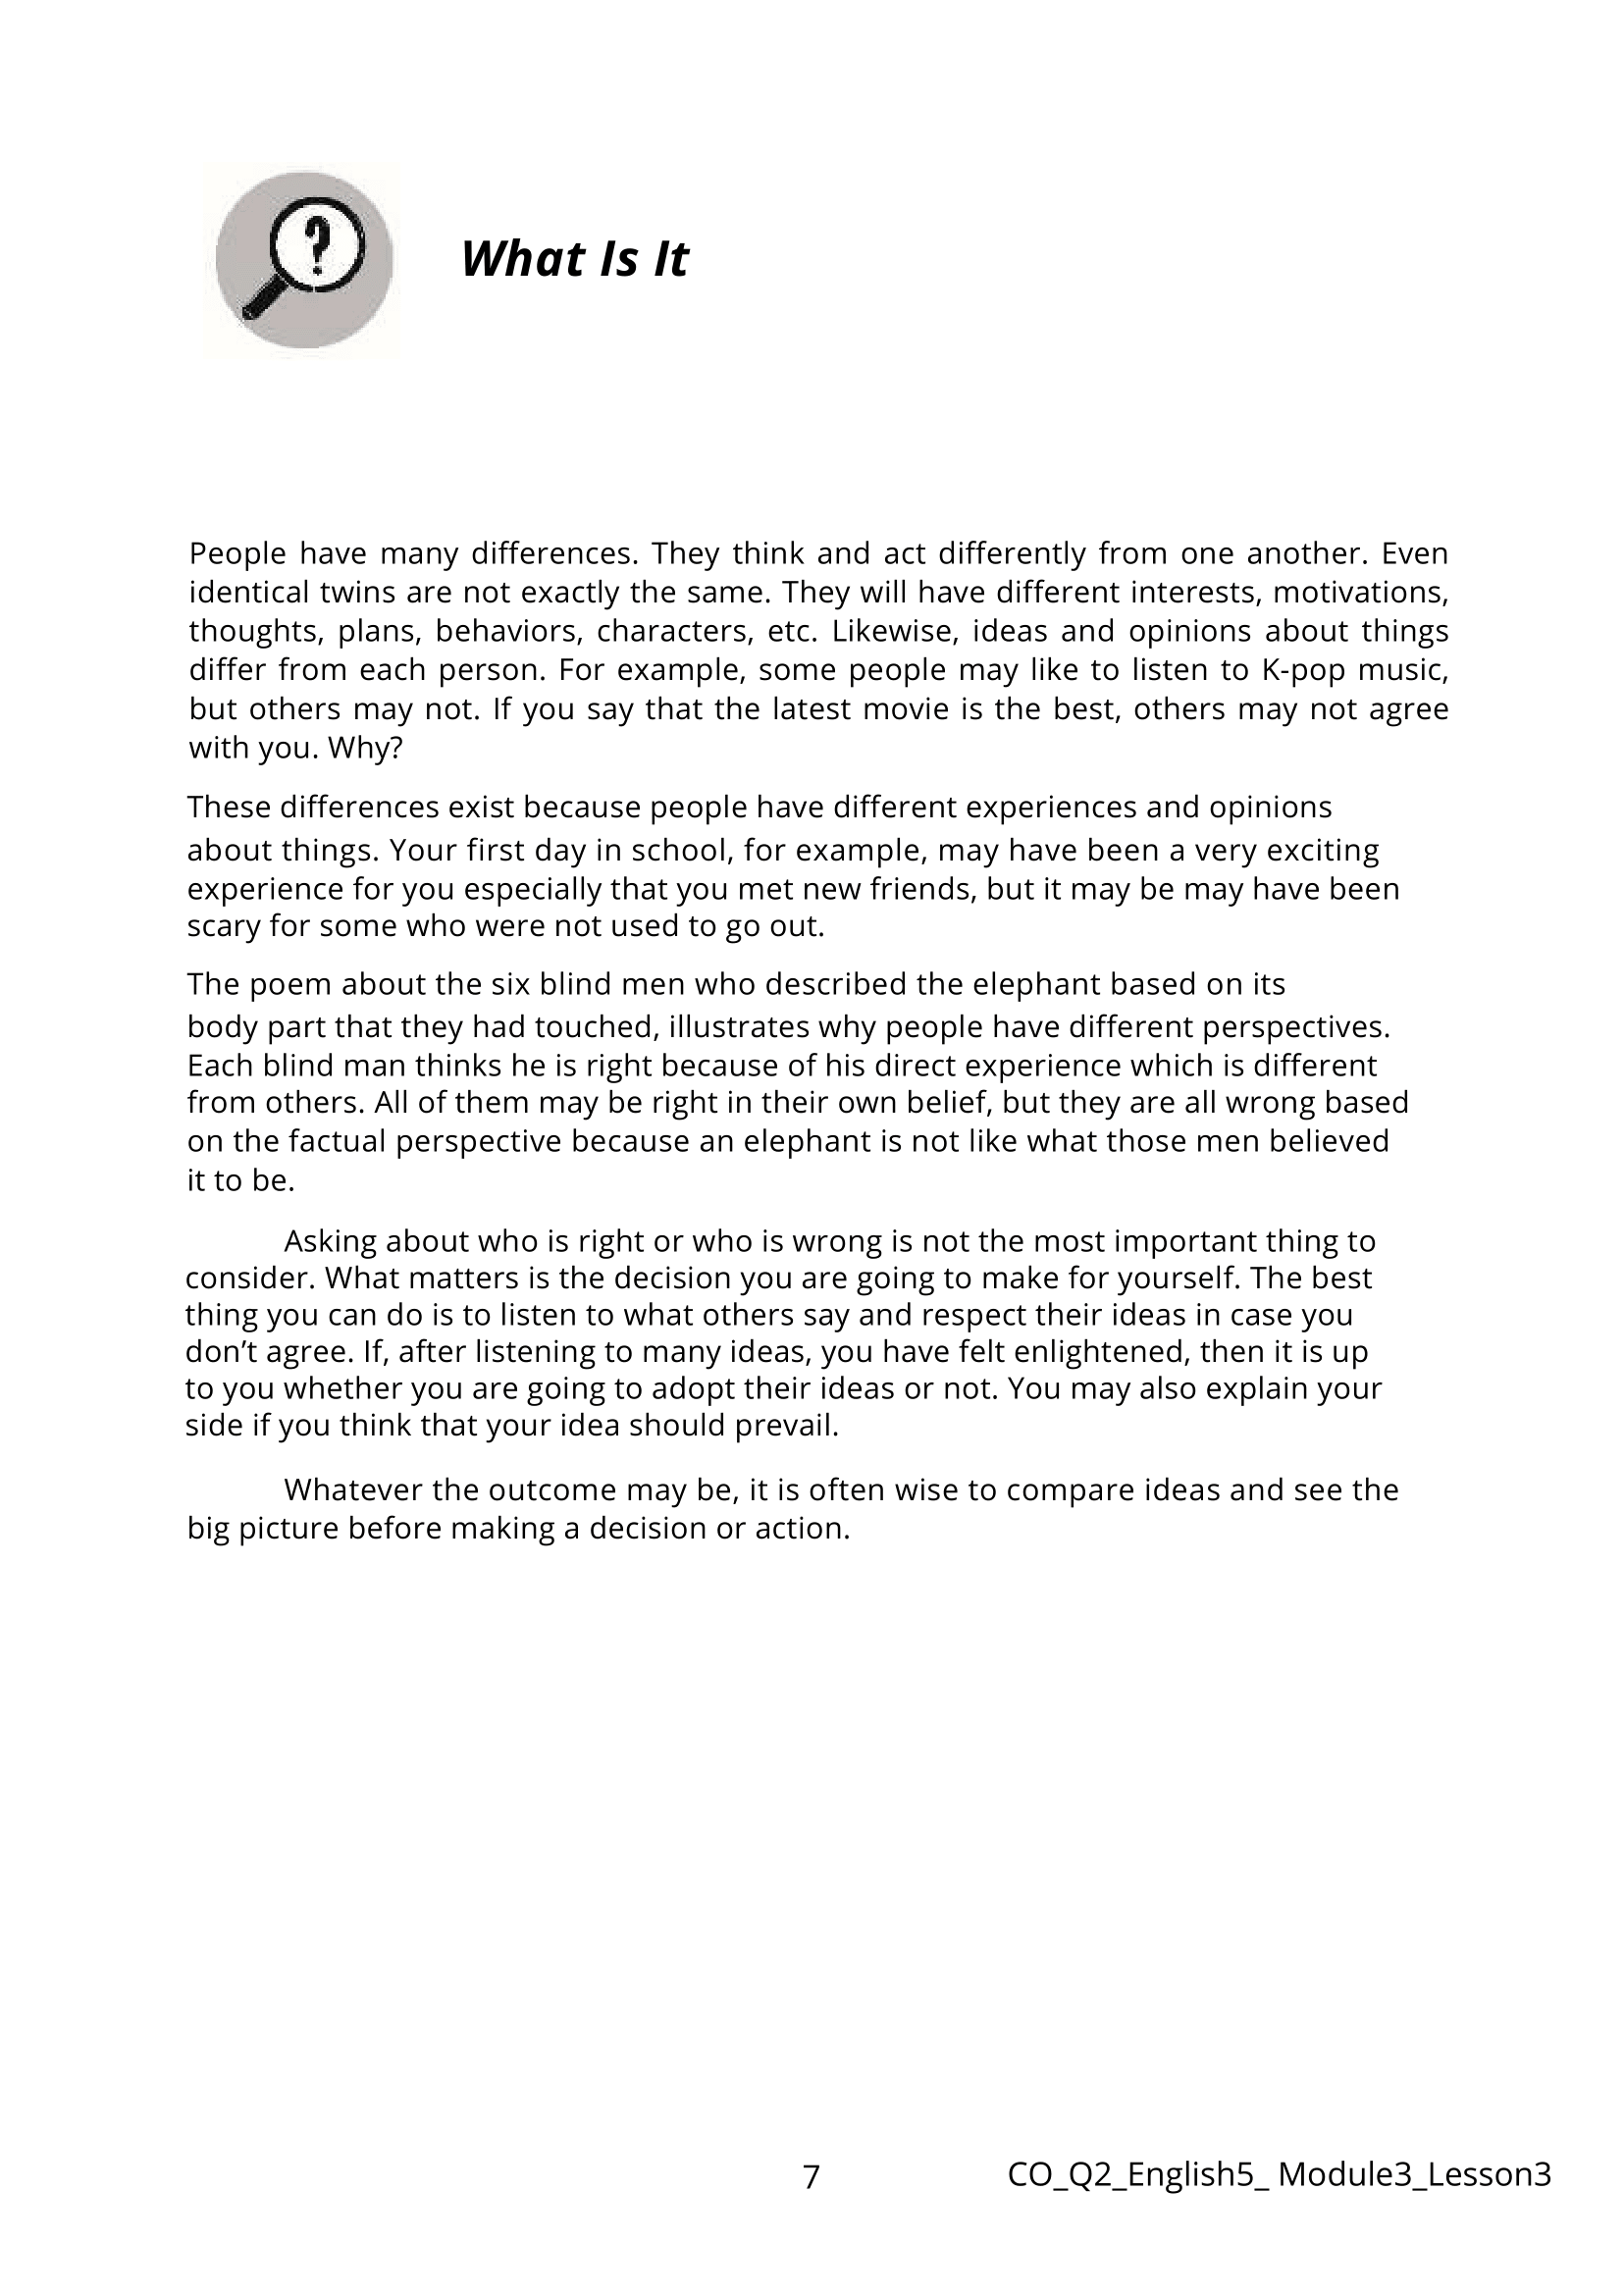 What Is It
People have many differences. They think and act differently from one another. Even
identical twins are not exactly the same. They will have different interests, motivations,
thoughts, plans, behaviors, characters, etc. Likewise, ideas and opinions about things
differ from each person. For example, some people may like to listen to K-pop music,
but others may not. If you say that the latest movie is the best, others may not agree
with you. Why?
These differences exist because people have different experiences and opinions
about things. Your first day in school, for example, may have been a very exciting
experience for you especially that you met new friends, but it may be may have been
scary for some who were not used to go out.
The poem about the six blind men who described the elephant based on its
body part that they had touched, illustrates why people have different perspectives.
Each blind man thinks he is right because of his direct experience which is different
from others. All of them may be right in their own belief, but they are all wrong based
on the factual perspective because an elephant is not like what those men believed
it to be.
Asking about who is right or who is wrong is not the most important thing to
consider. What matters is the decision you are going to make for yourself. The best
thing you can do is to listen to what others say and respect their ideas in case you
don’t agree. If, after listening to many ideas, you have felt enlightened, then it is up
to you whether you are going to adopt their ideas or not. You may also explain your
side if you think that your idea should prevail.
Whatever the outcome may be, it is often wise to compare ideas and see the
big picture before making a decision or action.
7
CO_Q2_English5_ Module3_Lesson3